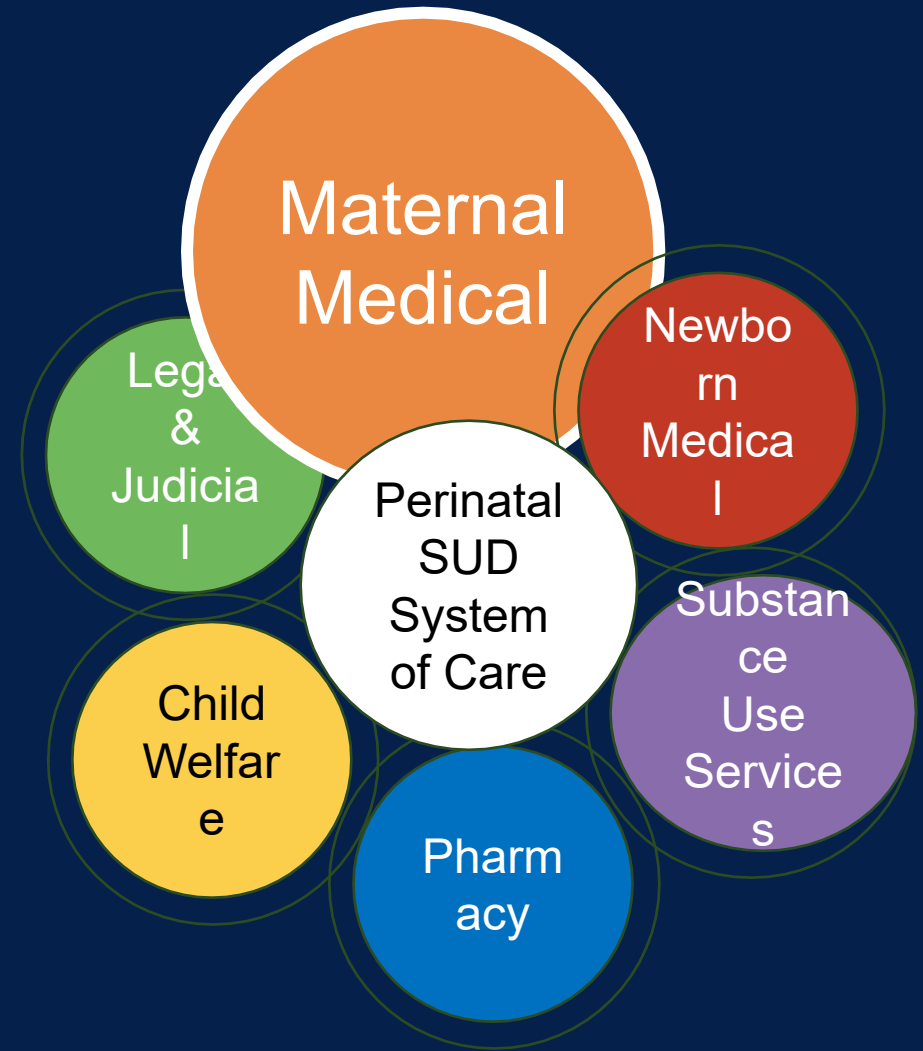 Maternal
Medical
Newbo
rn
Medica
l
Lega
&
Judicia
l
Perinatal
SUD
System
of Care
Substan
ce
Use
Service
s
Child
Welfar
e
Pharm
acy